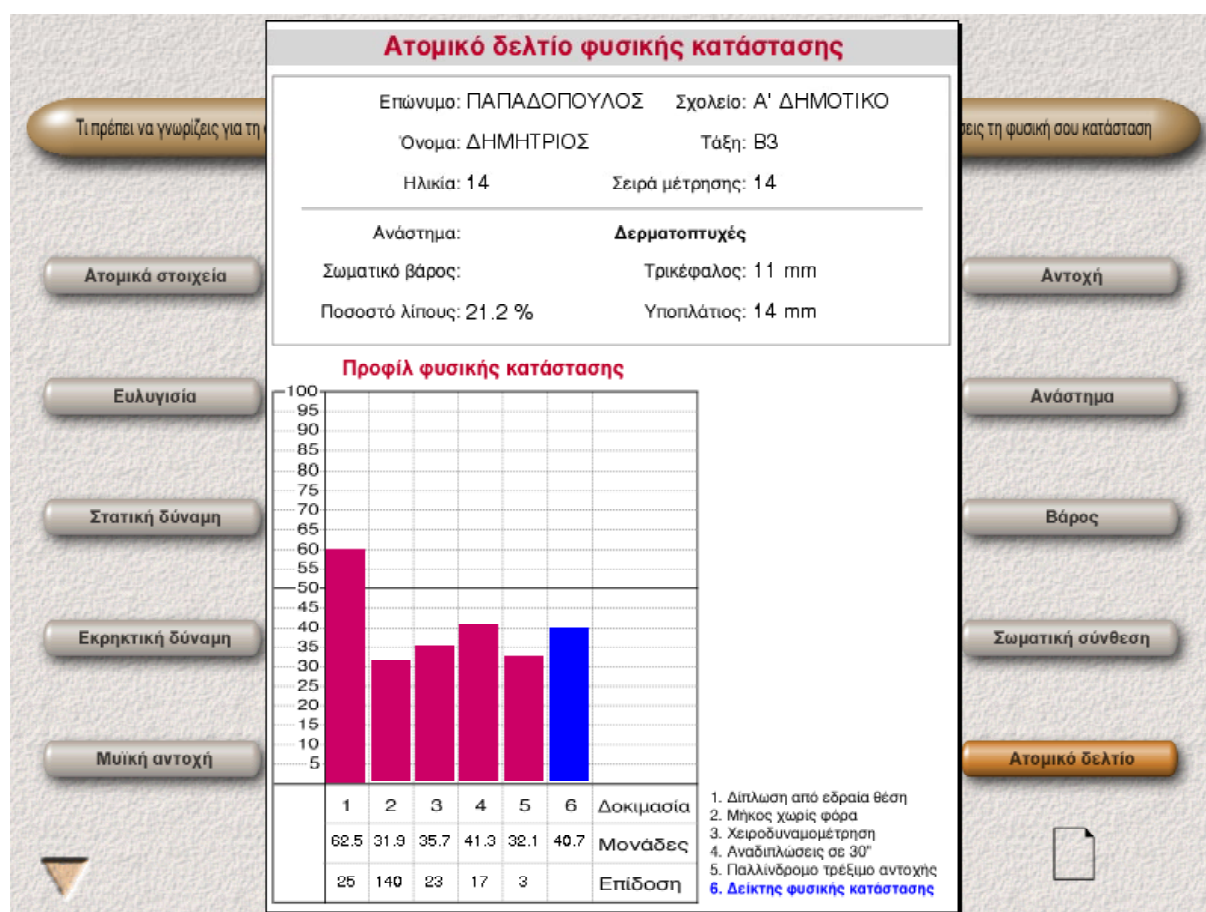 Ατομικό δελτίο φυσικής κατάστασης
Επώνυμο: ΠΑΠΑΔΟΠΟΥΛΟΣ Σχολείο: Α' ΔΗΜΟΤΙΚΟ
Όνομα: ΔΗΜΗΤΡΙΟΣ Τάξη: Β3
Ηλικία: 14 Σειρά μέτρησης: 14
Ανάστημα: Δερματοπτυχές
Σωματικό βάρος: Τρικέφαλος: 11 mm
Ποσοστό λίπους: 21.2 % Υποπλάτιος: 14 mm
Τι πρέπει να γνωρίζεις για τη
τη φυσική σου κατάσταση
Ατομικά στοιχεία
Ευλυγισία
Στατική δύναμη
Εκρηκτική δύναμη
Μυϊκή αντοχή
Προφίλ φυσικής κατάστασης
100
95
90
85
80
75
70
65
60
55
50
45
40
35
30
25
20
15
10
5
1 2 3 4 5 6 Δοκιμασία
62.5 31.9 35.7 41.3 32.1 40.7 Μονάδες
25 140 23 17 3 Επίδοση
1. Δίπλωση από εδραία θέση
2. Μήκος χωρίς φόρα
3. Χειροδυναμομέτρηση
4. Αναδιπλώσεις σε 30"
5. Παλλίνδρομο τρέξιμο αντοχής
6. Δείκτης φυσικής κατάστασης
Αντοχή
Ανάστημα
Βάρος
Σωματική σύνθεση
Ατομικό δελτίο